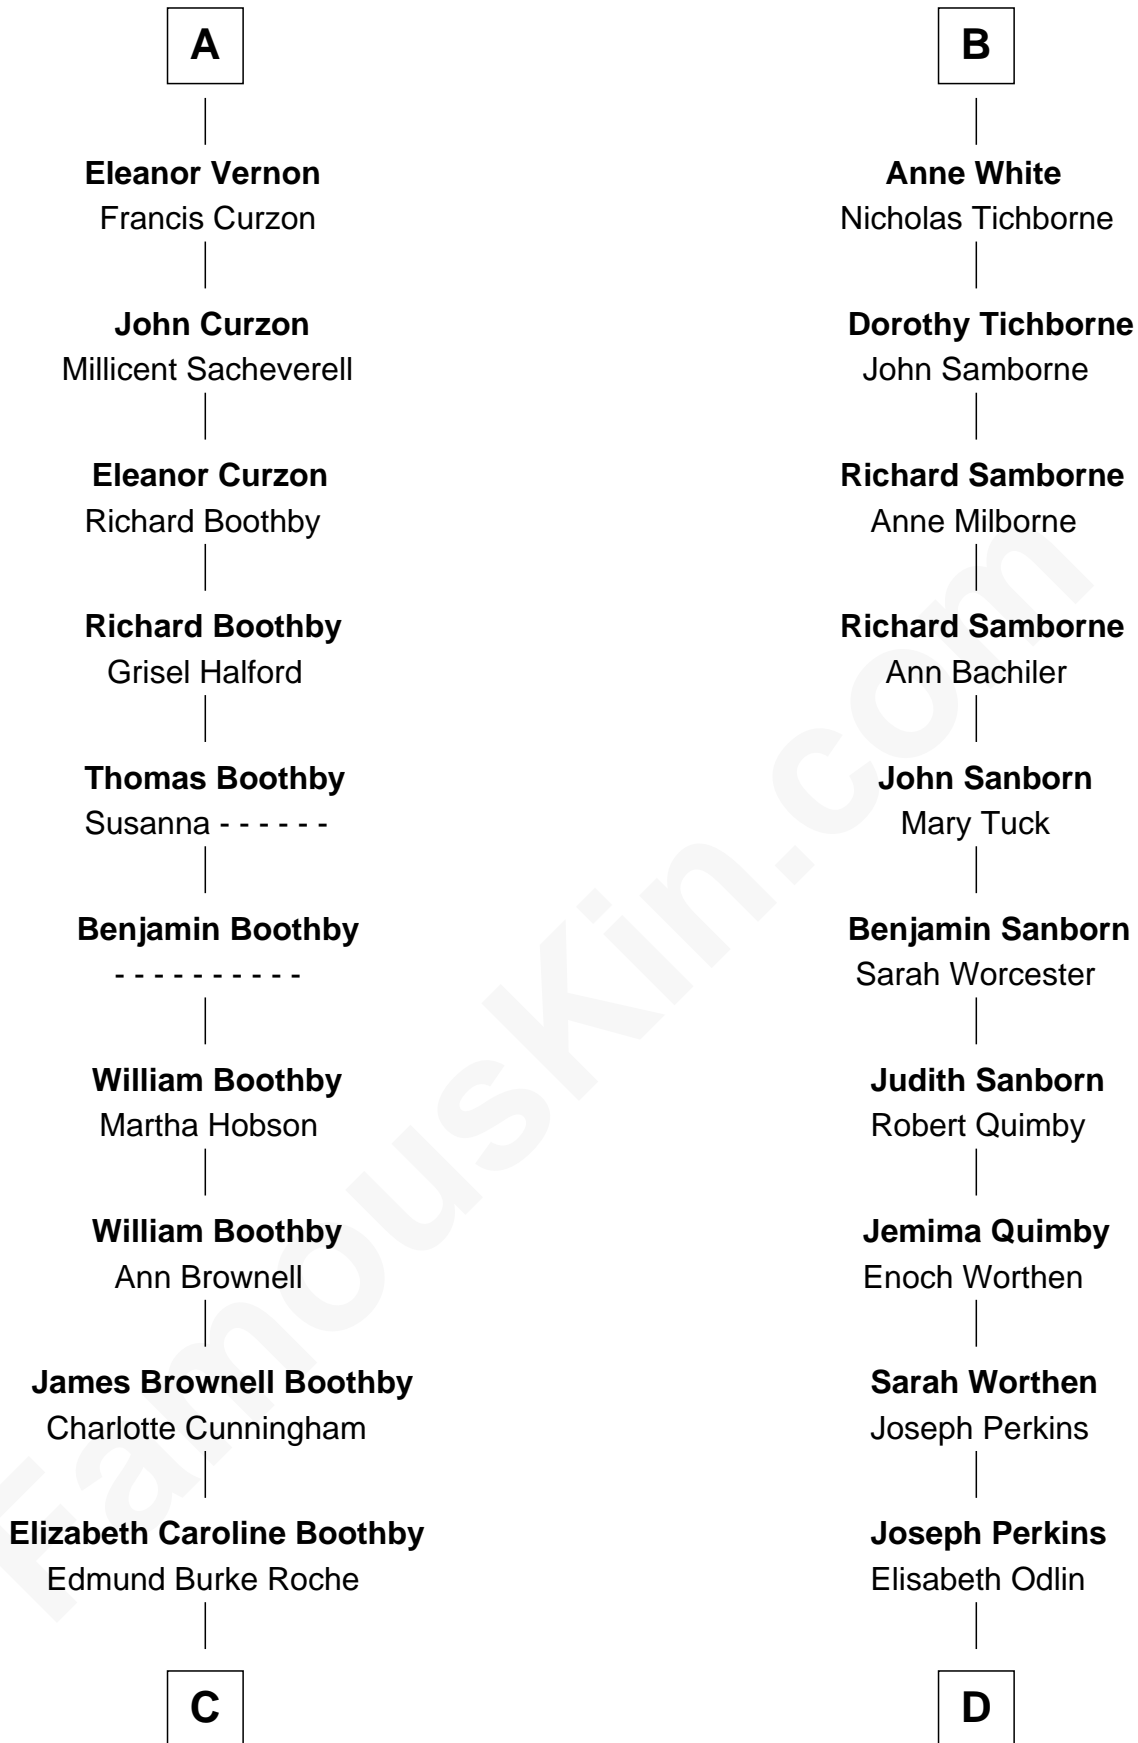 A
Eleanor Vernon
Francis Curzon
John Curzon
Millicent Sacheverell
Eleanor Curzon
Richard Boothby
Richard Boothby
Grisel Halford
Thomas Boothby
Susanna - - - - - -
Benjamin Boothby
- - - - - - - - - -
William Boothby
Martha Hobson
William Boothby
Ann Brownell
James Brownell Boothby
Charlotte Cunningham
Elizabeth Caroline Boothby
Edmund Burke Roche
C
B
Anne White
Nicholas Tichborne
Dorothy Tichborne
John Samborne
Richard Samborne
Anne Milborne
Richard Samborne
Ann Bachiler
John Sanborn
Mary Tuck
Benjamin Sanborn
Sarah Worcester
Judith Sanborn
Robert Quimby
Jemima Quimby
Enoch Worthen
Sarah Worthen
Joseph Perkins
Joseph Perkins
Elisabeth Odlin
D
FamousKin.com